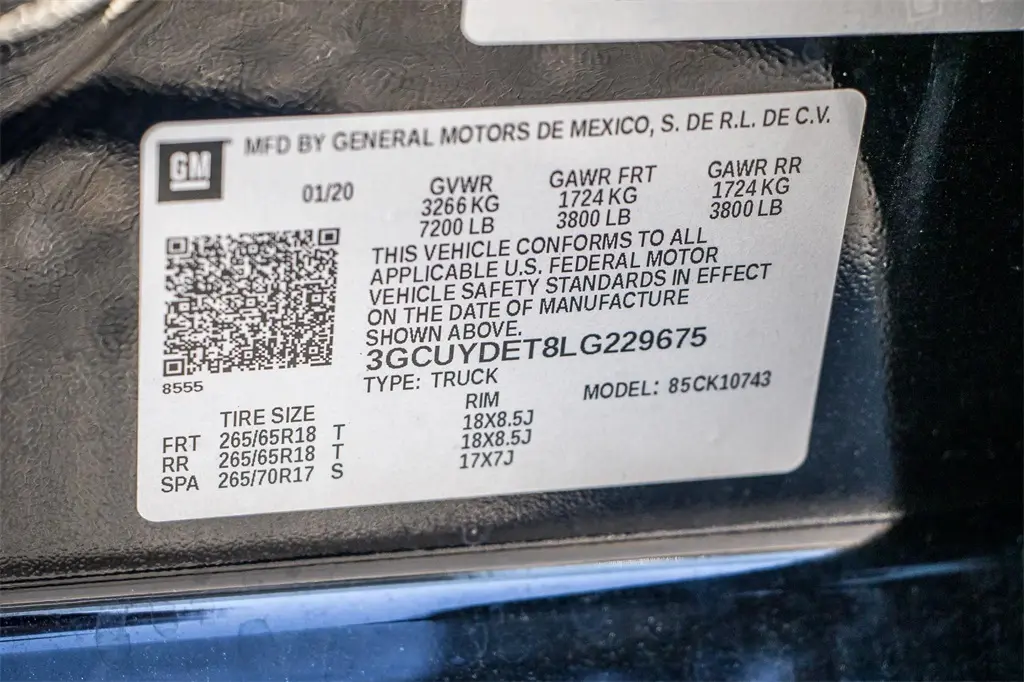 GM
MFD BY GENERAL MOTORS DE MEXICO, S. DE R.L. DE C.V.
01/20
GVWR
3266 KG
7200 LB
GAWR FRT
1724 KG
3800 LB
GAWR RR
1724 KG
3800 LB
THIS VEHICLE CONFORMS TO ALL
APPLICABLE U.S. FEDERAL MOTOR
VEHICLE SAFETY STANDARDS IN EFFECT
ON THE DATE OF MANUFACTURE
SHOWN ABOVE.
3GCUYDET8LG229675
8555
TYPE: TRUCK
MODEL: 85CK10743
TIRE SIZE RIM
FRT 265/65R18 T 18X8.5J
RR 265/65R18 T 18X8.5J
SPA 265/70R17 S 17X7J